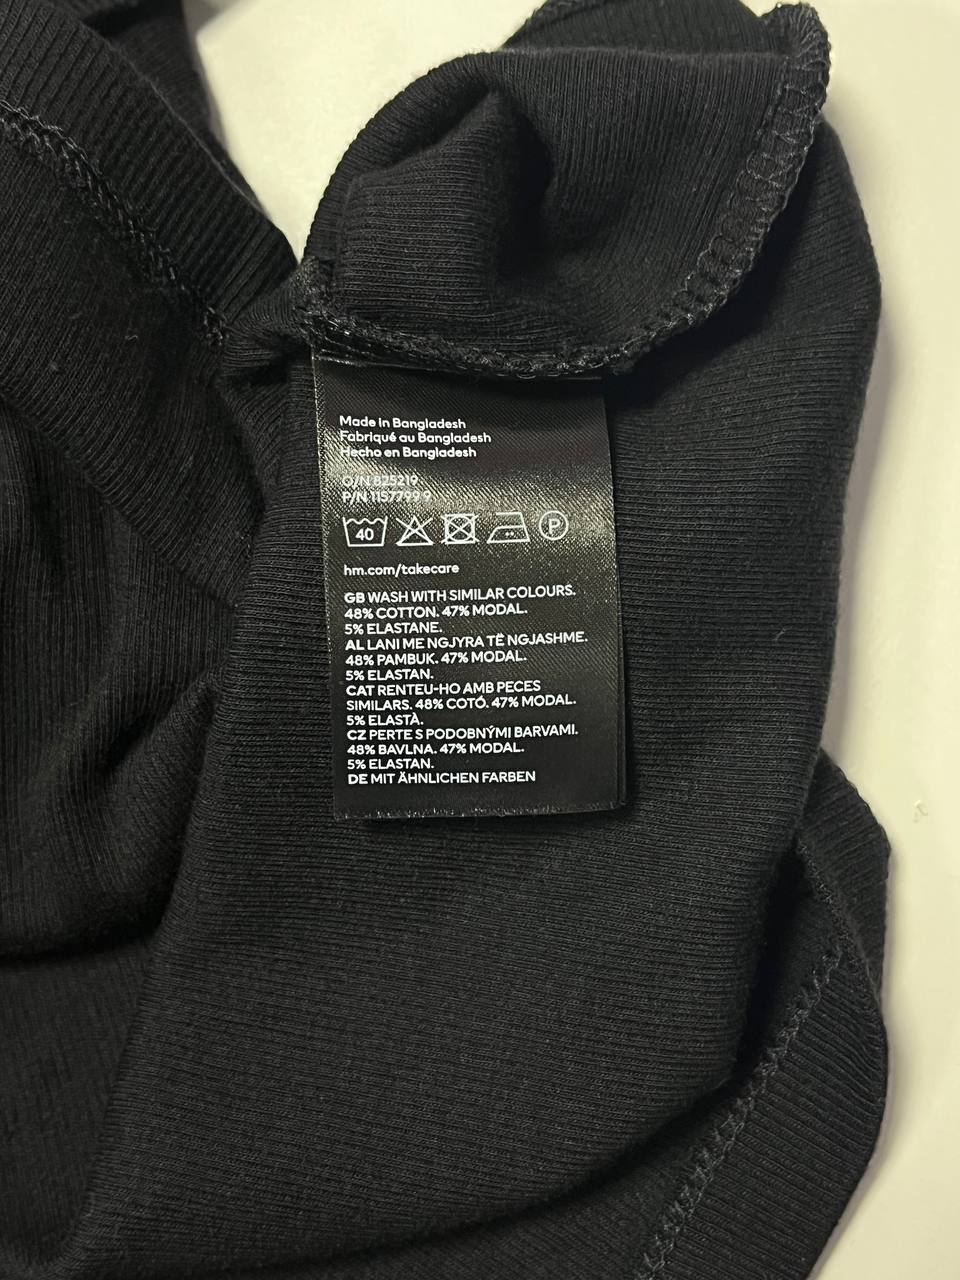 Made in Bangladesh
Fabriqué au Bangladesh
Hecho en Bangladesh
O/N 825219
P/N 1157799 9
40 P
hm.com/takecare
GB WASH WITH SIMILAR COLOURS.
48% COTTON. 47% MODAL.
5% ELASTANE.
AL LANI ME NGJYRA TË NGJASHME.
48% PAMBUK. 47% MODAL.
5% ELASTAN.
CAT RENTEU-HO AMB PECES
SIMILARS. 48% COTÓ. 47% MODAL.
5% ELASTÀ.
CZ PERTE S PODOBNÝMI BARVAMI.
48% BAVLNA. 47% MODAL.
5% ELASTAN.
DE MIT ÄHNLICHEN FARBEN